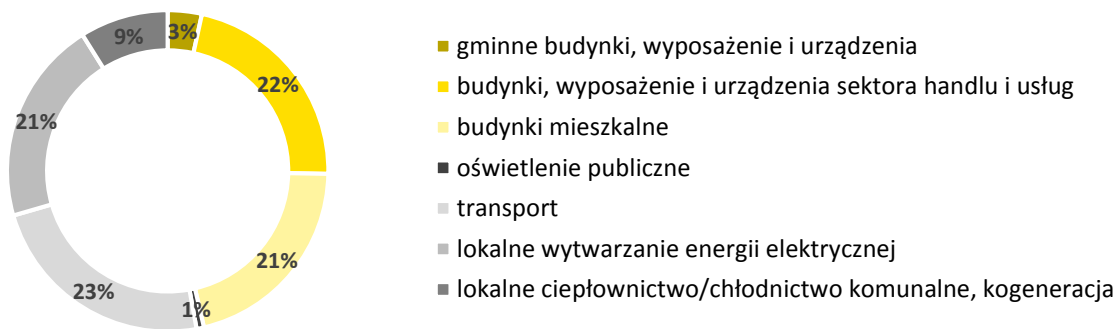 9%
3%
22%
21%
21%
23%
1%
gminne budynki, wyposażenie i urządzenia
budynki, wyposażenie i urządzenia sektora handlu i usług
budynki mieszkalne
oświetlenie publiczne
transport
lokalne wytwarzanie energii elektrycznej
lokalne ciepłownictwo/chłodnictwo komunalne, kogeneracja